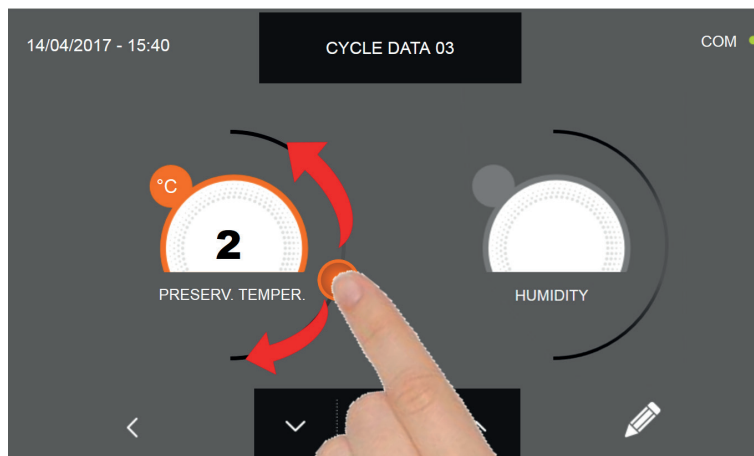 14/04/2017 - 15:40
CYCLE DATA 03
COM
°C
2
PRESERV. TEMPER.
HUMIDITY